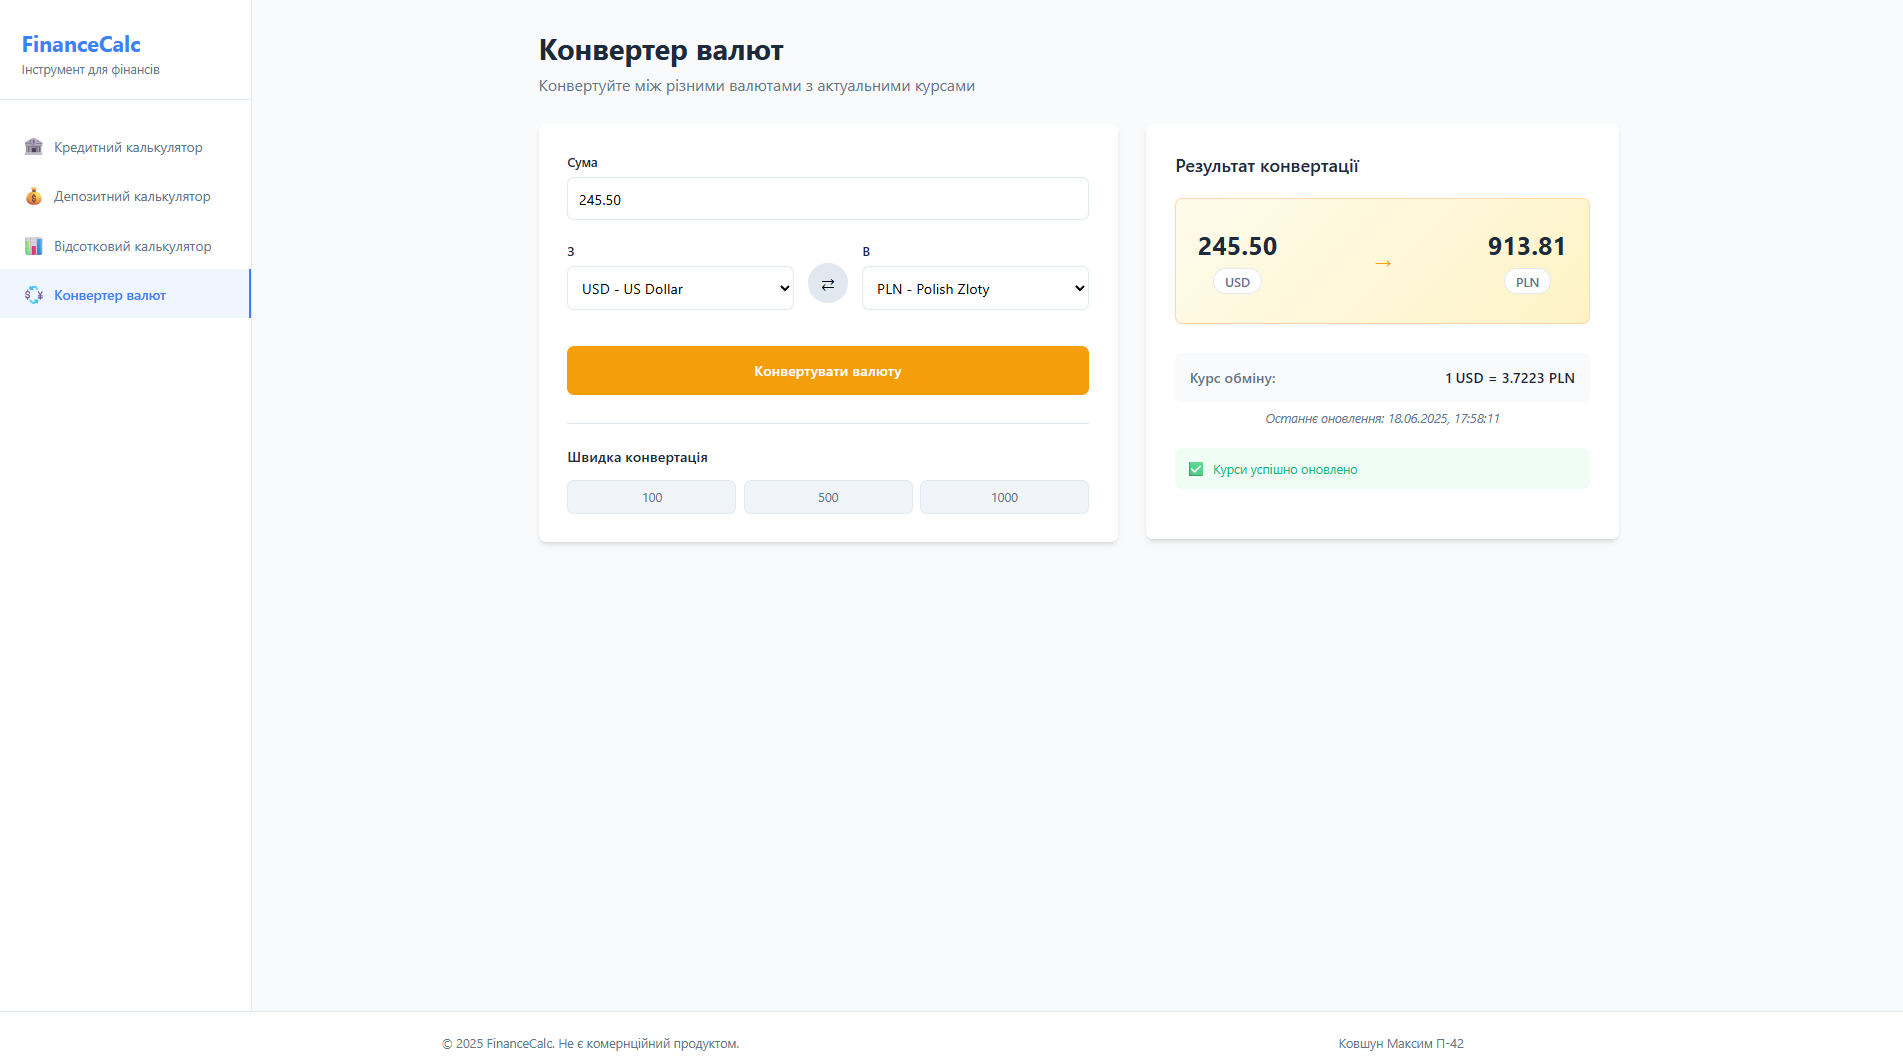 FinanceCalc
Інструмент для фінансів
Кредитний калькулятор
Депозитний калькулятор
Відсотковий калькулятор
Конвертер валют
Конвертер валют
Конвертуйте між різними валютами з актуальними курсами
Сума
245.50
З
В
USD - US Dollar
⇄
PLN - Polish Zloty
Конвертувати валюту
Швидка конвертація
100
500
1000
Результат конвертації
245.50
USD
→
913.81
PLN
Курс обміну:
1 USD = 3.7223 PLN
Останнє оновлення: 18.06.2025, 17:58:11
Курси успішно оновлено
© 2025 FinanceCalc. Не є комернційний продуктом.
Ковшун Максим П-42